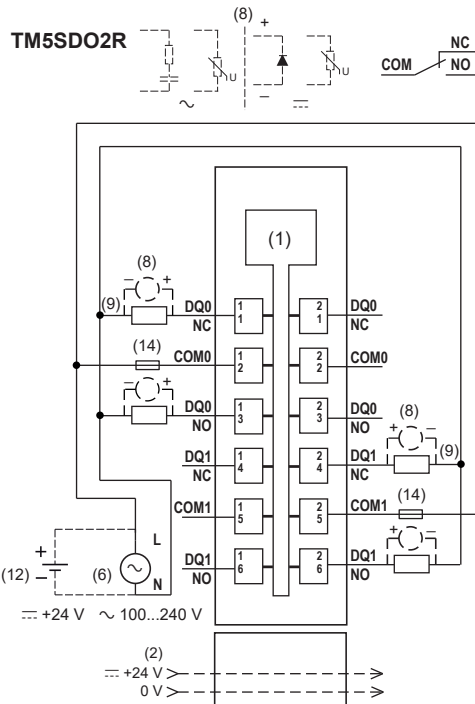 TM5SDO2R
(8)
+
−
U
U
∼
⎓
COM
NC
NO
(1)
(8)
− +
(9)
DQ0
NC
1 1
2 1
DQ0
NC
(14)
COM0
1 2
2 2
COM0
− +
DQ0
NO
1 3
2 3
DQ0
NO
(8)
+ −
(9)
DQ1
NC
1 4
2 4
DQ1
NC
COM1
1 5
2 5
COM1
(14)
+ −
DQ1
NO
1 6
2 6
DQ1
NO
L
N
+
−
(12)
(6)
∼
⎓ +24 V ∼ 100...240 V
(2)
⎓ +24 V
0 V